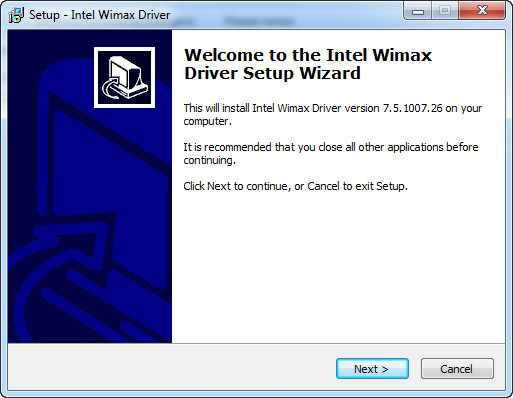 Setup - Intel Wimax Driver
Welcome to the Intel Wimax
Driver Setup Wizard
This will install Intel Wimax Driver version 7.5.1007.26 on your
computer.
It is recommended that you close all other applications before
continuing.
Click Next to continue, or Cancel to exit Setup.
Next >
Cancel